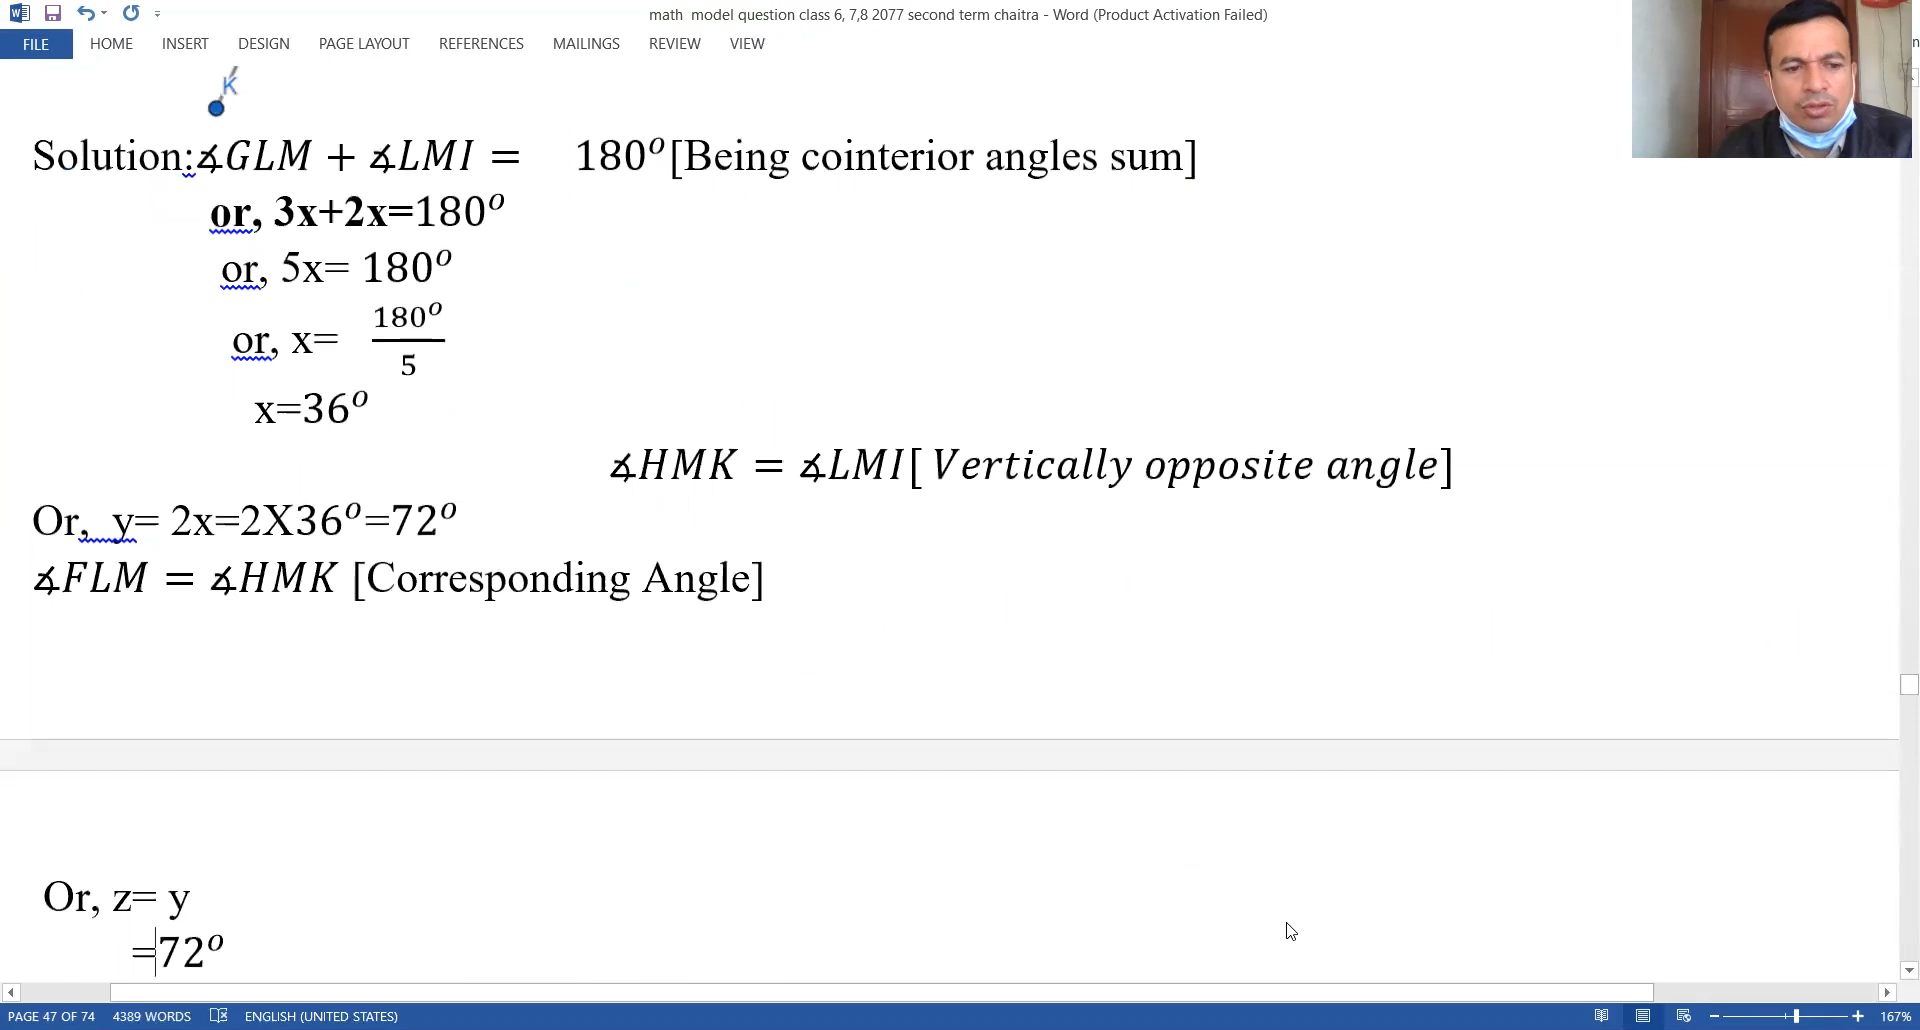 math model question class 6, 7,8 2077 second term chaitra - Word (Product Activation Failed)
FILE HOME INSERT DESIGN PAGE LAYOUT REFERENCES MAILINGS REVIEW VIEW
K
Solution:∡GLM + ∡LMI = 180° [Being cointerior angles sum]
or, 3x+2x=180°
or, 5x= 180°
or, x= 180°/5
x=36°
∡HMK = ∡LMI[ Vertically opposite angle]
Or, y= 2x=2X36°=72°
∡FLM = ∡HMK [Corresponding Angle]
Or, z= y
=72°
PAGE 47 OF 74 4389 WORDS ENGLISH (UNITED STATES) 167%